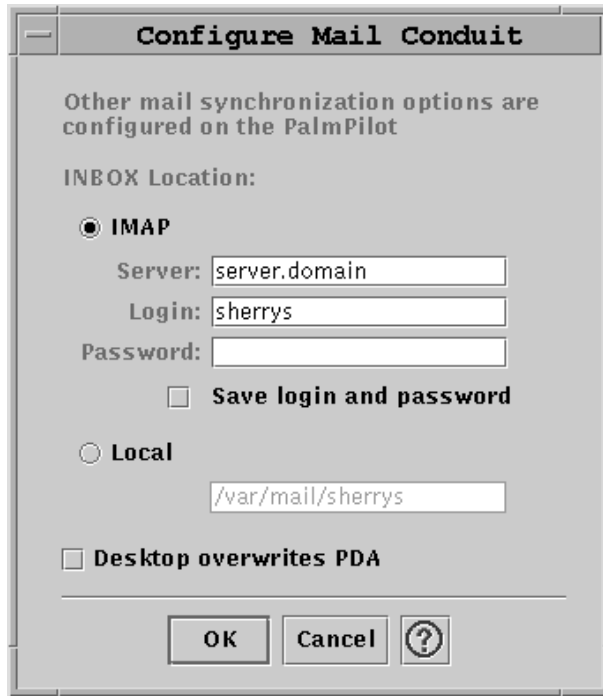 Configure Mail Conduit
Other mail synchronization options are
configured on the PalmPilot
INBOX Location:
IMAP
Server: server.domain
Login: sherrys
Password:
Save login and password
Local
/var/mail/sherrys
Desktop overwrites PDA
OK Cancel ?